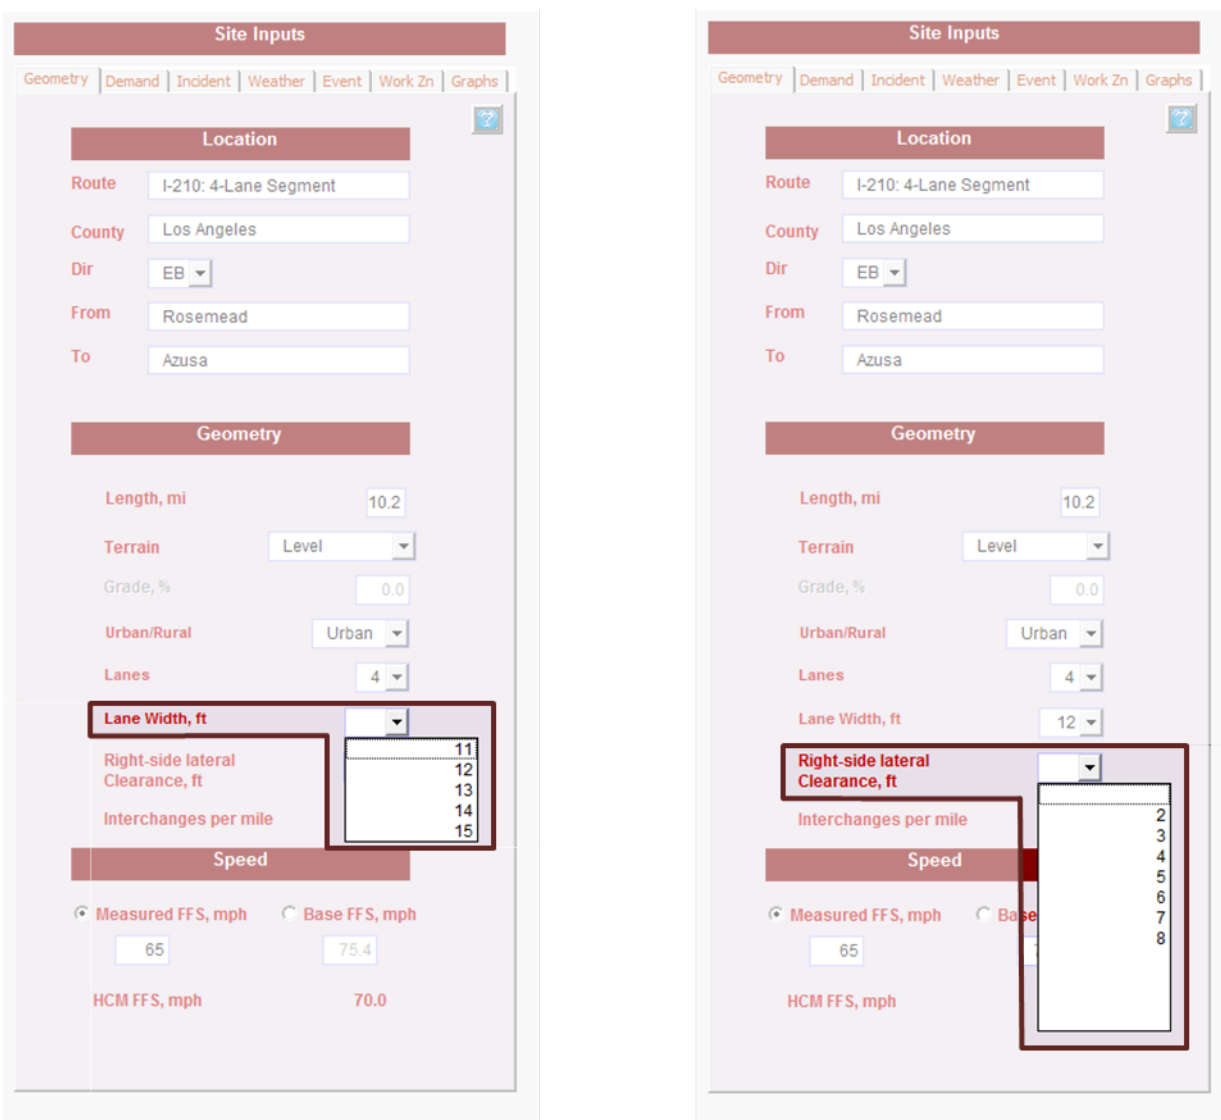 Site Inputs
Geometry Demand Incident Weather Event Work Zn Graphs
?
Location
Route I-210: 4-Lane Segment
County Los Angeles
Dir EB
From Rosemead
To Azusa
Geometry
Length, mi 10.2
Terrain Level
Grade, % 0.0
Urban/Rural Urban
Lanes 4
Lane Width, ft
11
12
13
14
15
Right-side lateral
Clearance, ft
Interchanges per mile
Speed
Measured FFS, mph Base FFS, mph
65 75.4
HCM FFS, mph 70.0
Site Inputs
Geometry Demand Incident Weather Event Work Zn Graphs
?
Location
Route I-210: 4-Lane Segment
County Los Angeles
Dir EB
From Rosemead
To Azusa
Geometry
Length, mi 10.2
Terrain Level
Grade, % 0.0
Urban/Rural Urban
Lanes 4
Lane Width, ft 12
Right-side lateral
Clearance, ft
2
3
4
5
6
7
8
Interchanges per mile
Speed
Measured FFS, mph Base
65
HCM FFS, mph